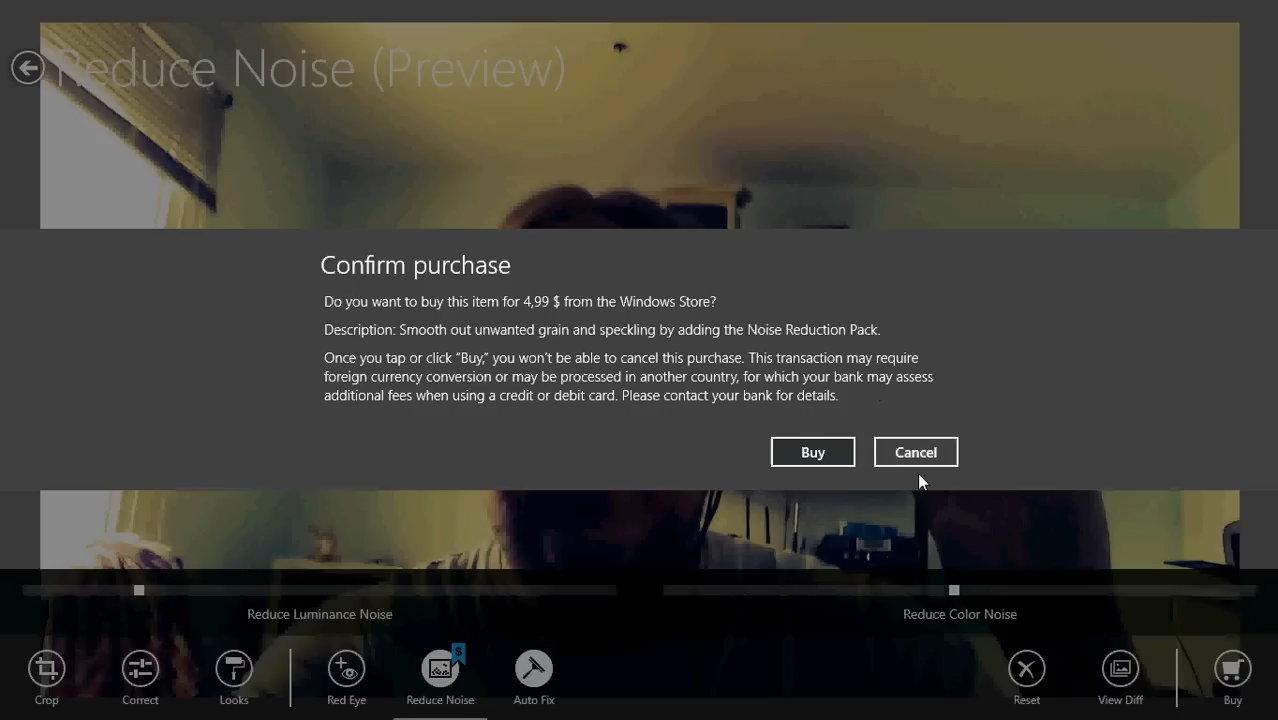 Reduce Noise (Preview)
Confirm purchase
Do you want to buy this item for 4,99 $ from the Windows Store?
Description: Smooth out unwanted grain and speckling by adding the Noise Reduction Pack.
Once you tap or click “Buy,” you won’t be able to cancel this purchase. This transaction may require
foreign currency conversion or may be processed in another country, for which your bank may assess
additional fees when using a credit or debit card. Please contact your bank for details.
Buy Cancel
Reduce Luminance Noise Reduce Color Noise
$
Crop Correct Looks Red Eye Reduce Noise Auto Fix Reset View Diff Buy